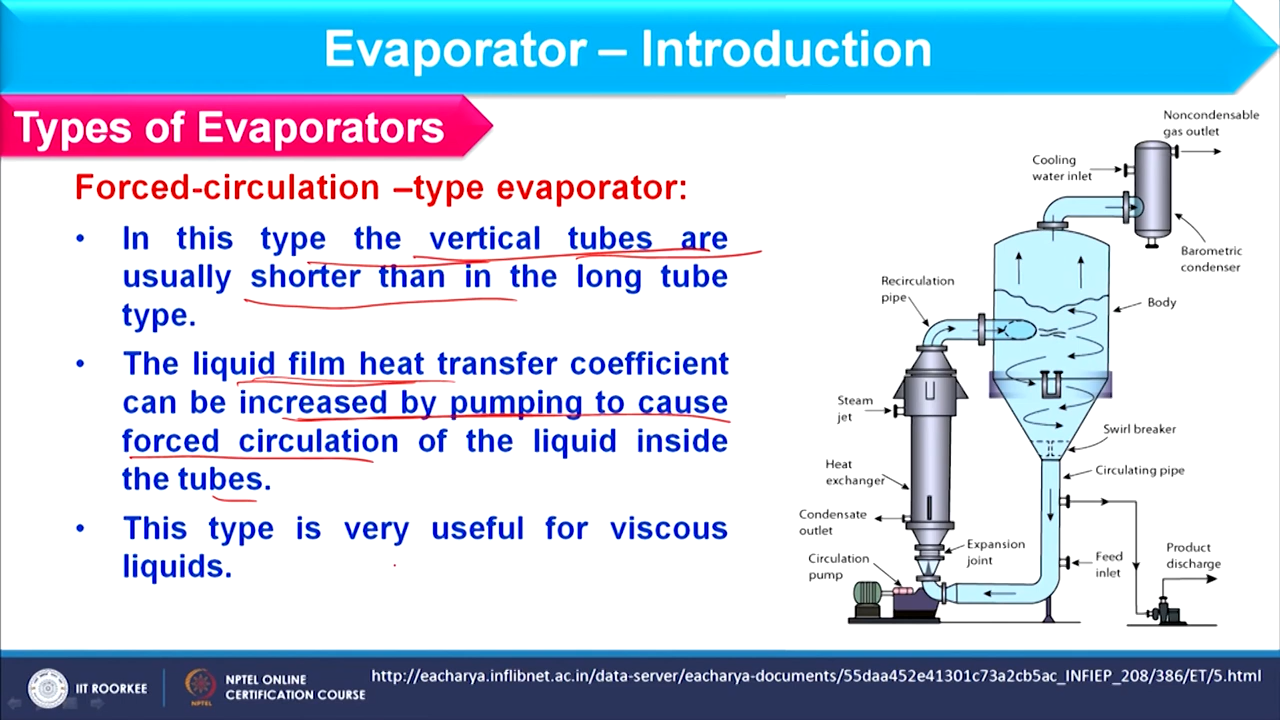 Evaporator – Introduction
Types of Evaporators
Forced-circulation –type evaporator:
• In this type the vertical tubes are
usually shorter than in the long tube
type.
• The liquid film heat transfer coefficient
can be increased by pumping to cause
forced circulation of the liquid inside
the tubes.
• This type is very useful for viscous
liquids.
Noncondensable
gas outlet
Cooling
water inlet
Barometric
condenser
Recirculation
pipe
Body
Steam
jet
Swirl breaker
Heat
exchanger
Circulating pipe
Condensate
outlet
Expansion
joint
Feed
inlet
Product
discharge
Circulation
pump
IIT ROORKEE
NPTEL
NPTEL ONLINE
CERTIFICATION COURSE
http://eacharya.inflibnet.ac.in/data-server/eacharya-documents/55daa452e41301c73a2cb5ac_INFIEP_208/386/ET/5.html